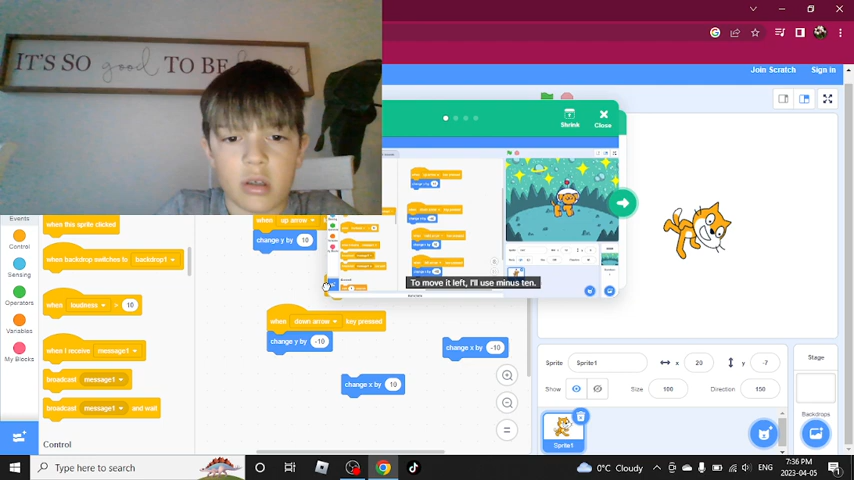 IT'S SO good TO BE
Join Scratch
Sign in
Shrink
Close
To move it left, I'll use minus ten.
Events
Control
Sensing
Operators
Variables
My Blocks
when this sprite clicked
when backdrop switches to backdrop1
when loudness > 10
when I receive message1
broadcast message1
broadcast message1 and wait
Control
when up arrow
change y by 10
when down arrow key pressed
change y by -10
change x by -10
change x by 10
Sprite Sprite1 x 20 y -7
Show Size 100 Direction 150
Sprite1
Stage
Backdrops
Type here to search
0°C Cloudy
ENG
7:36 PM
2023-04-05